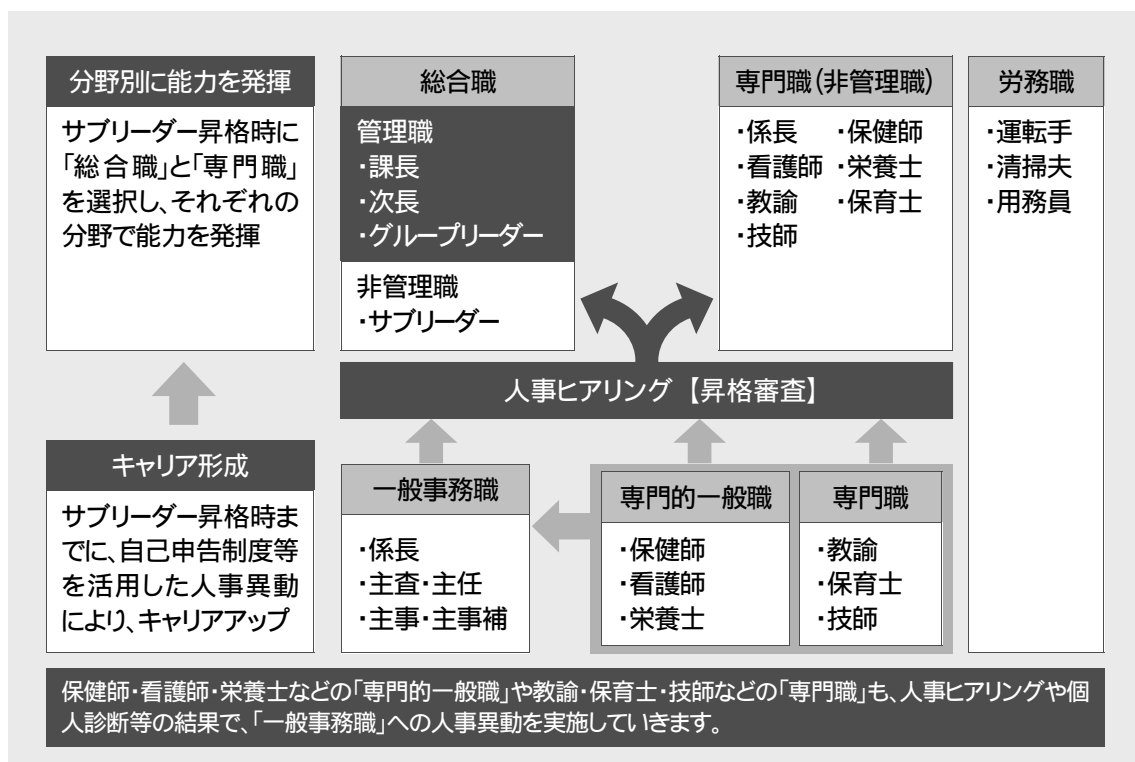 分野別に能力を発揮
サブリーダー昇格時に
「総合職」と「専門職」
を選択し、それぞれの
分野で能力を発揮
総合職
管理職
・課長
・次長
・グループリーダー
非管理職
・サブリーダー
専門職(非管理職)
・係長 ・保健師
・看護師 ・栄養士
・教諭 ・保育士
・技師
労務職
・運転手
・清掃夫
・用務員
人事ヒアリング【昇格審査】
キャリア形成
サブリーダー昇格時ま
でに、自己申告制度等
を活用した人事異動
により、キャリアアップ
一般事務職
・係長
・主査・主任
・主事・主事補
専門的一般職
・保健師
・看護師
・栄養士
専門職
・教諭
・保育士
・技師
保健師・看護師・栄養士などの「専門的一般職」や教諭・保育士・技師などの「専門職」も、人事ヒアリングや個
人診断等の結果で、「一般事務職」への人事異動を実施していきます。